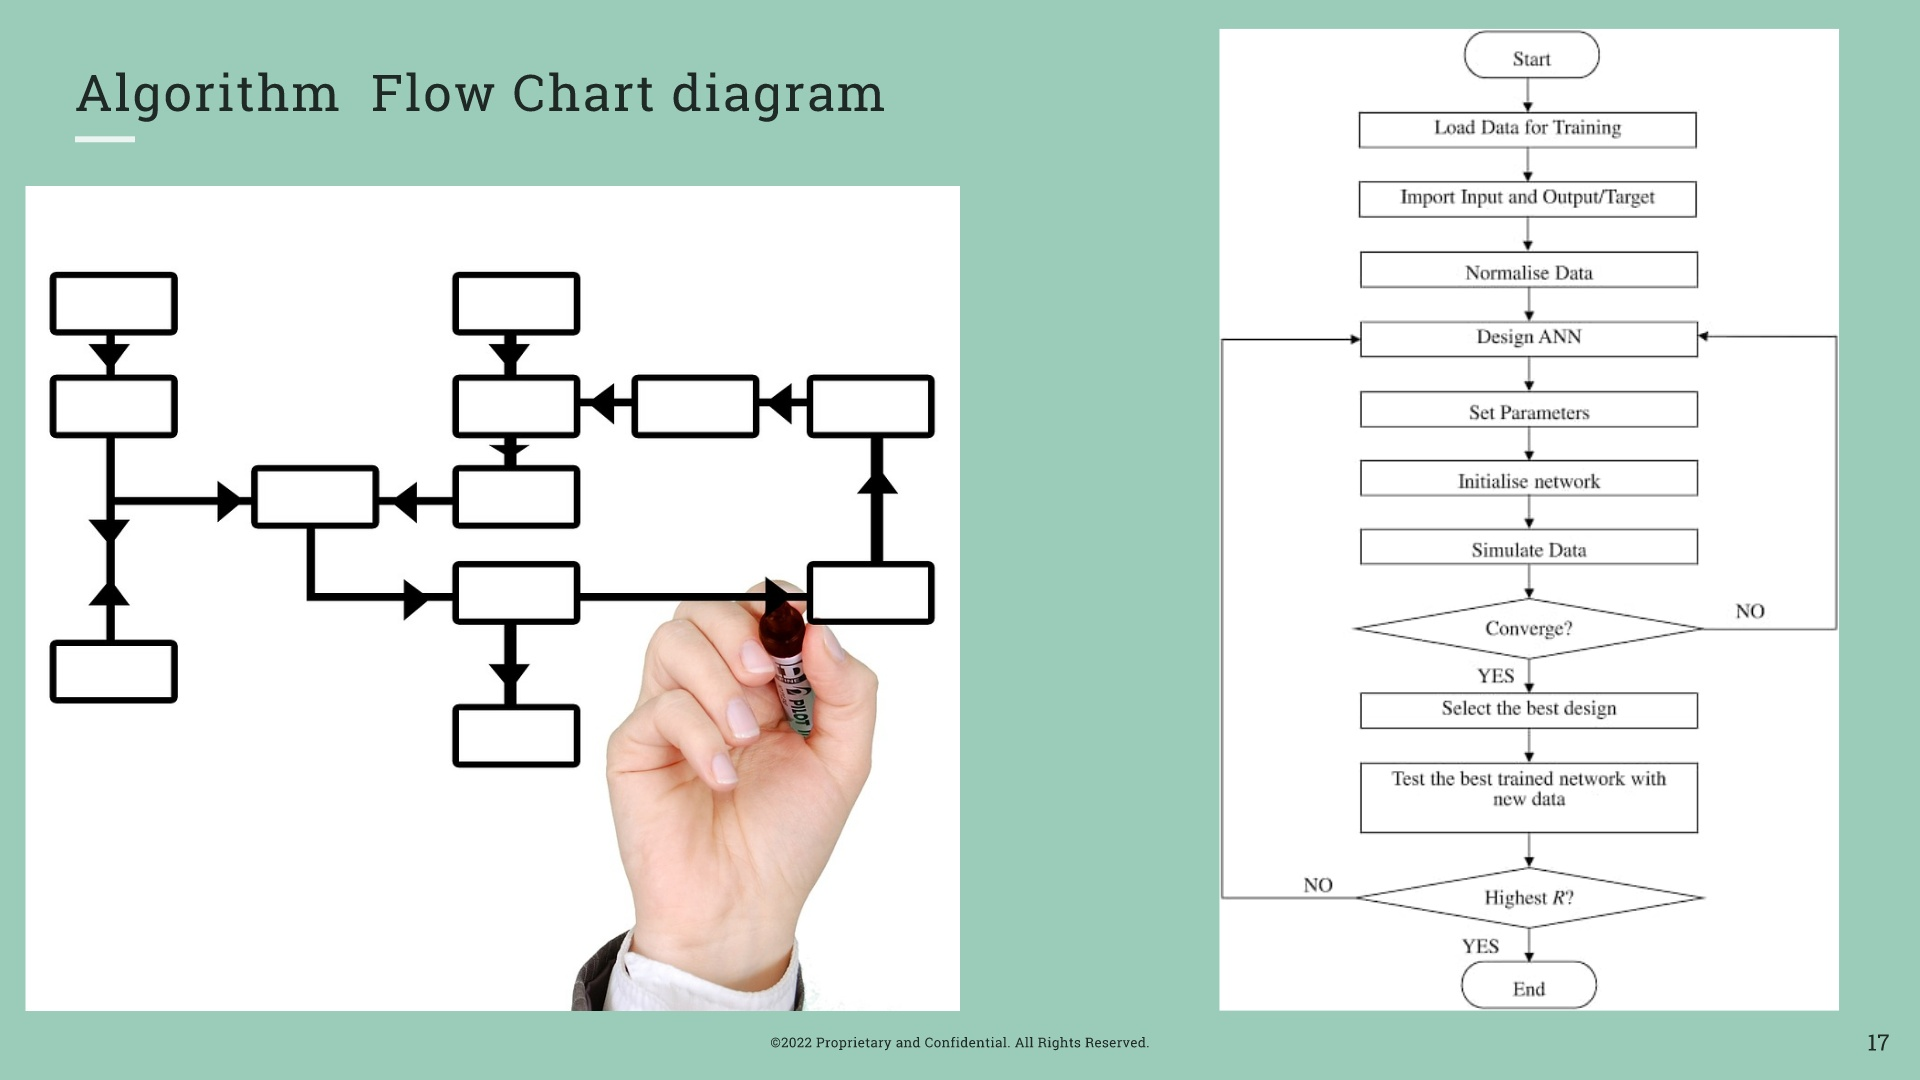 Algorithm Flow Chart diagram
PILOT
Start
Load Data for Training
Import Input and Output/Target
Normalise Data
Design ANN
Set Parameters
Initialise network
Simulate Data
Converge?
NO
YES
Select the best design
Test the best trained network with
new data
Highest R?
NO
YES
End
©2022 Proprietary and Confidential. All Rights Reserved.
17